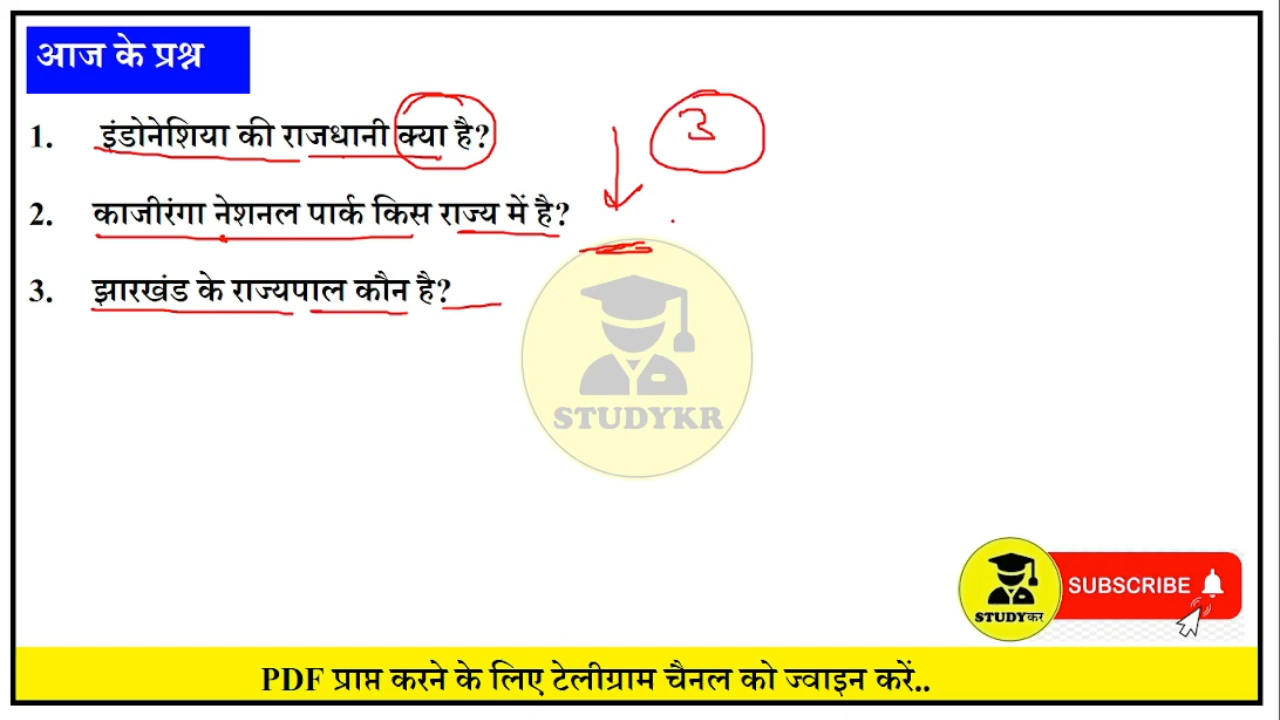 आज के प्रश्न
1. इंडोनेशिया की राजधानी क्या है?
3
2. काजीरंगा नेशनल पार्क किस राज्य में है?
3. झारखंड के राज्यपाल कौन है?
STUDYKR
SUBSCRIBE
STUDYकर
PDF प्राप्त करने के लिए टेलीग्राम चैनल को ज्वाइन करें..